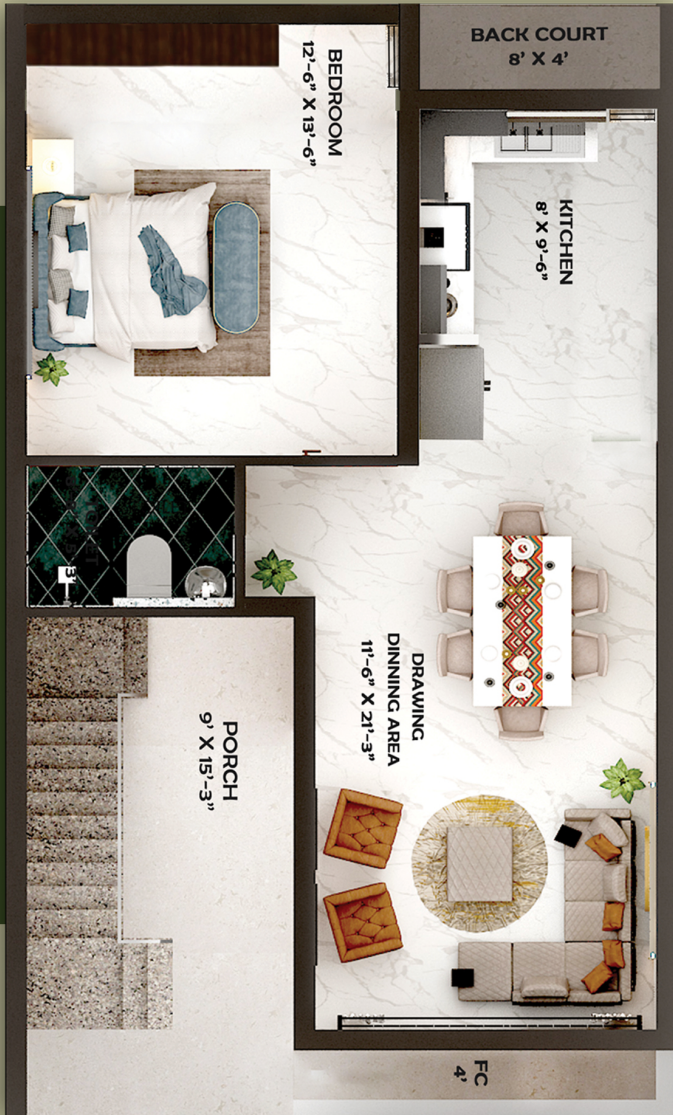 BACK COURT
8' X 4'
BEDROOM
12'-6" X 13'-6"
KITCHEN
8' X 9'-6"
DRAWING
DINNING AREA
11'-6" X 21'-3"
PORCH
9' X 15'-3"
FC
4'